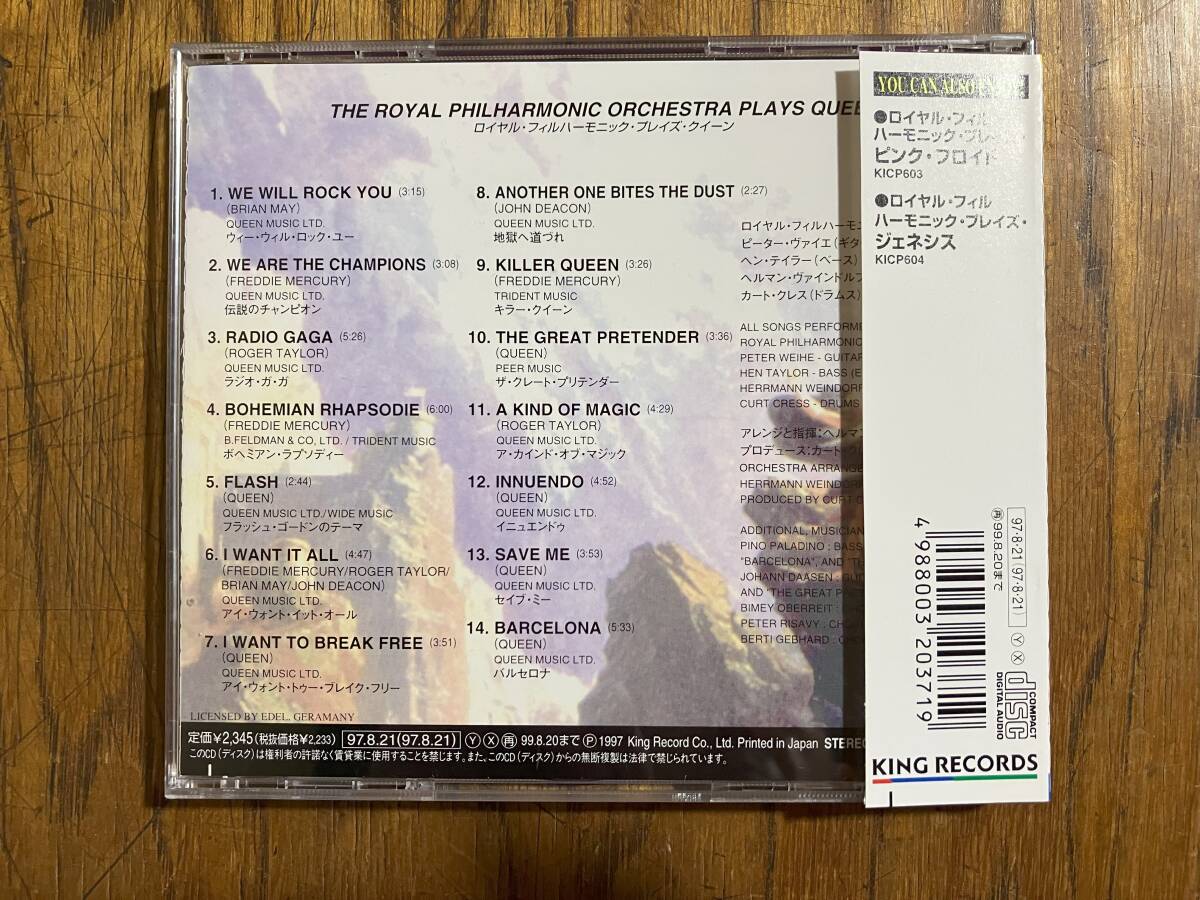 THE ROYAL PHILHARMONIC ORCHESTRA PLAYS QUEE
ロイヤル・フィルハーモニック・プレイズ・クイーン
1. WE WILL ROCK YOU (3:15)
(BRIAN MAY)
QUEEN MUSIC LTD.
ウィー・ウィル・ロック・ユー
2. WE ARE THE CHAMPIONS (3:08)
(FREDDIE MERCURY)
QUEEN MUSIC LTD.
伝説のチャンピオン
3. RADIO GAGA (5:26)
(ROGER TAYLOR)
QUEEN MUSIC LTD.
ラジオ・ガ・ガ
4. BOHEMIAN RHAPSODIE (6:00)
(FREDDIE MERCURY)
B.FELDMAN & CO, LTD. / TRIDENT MUSIC
ボヘミアン・ラプソディー
5. FLASH (2:44)
(QUEEN)
QUEEN MUSIC LTD./WIDE MUSIC
フラッシュ・ゴードンのテーマ
6. I WANT IT ALL (4:47)
(FREDDIE MERCURY/ROGER TAYLOR/
BRIAN MAY/JOHN DEACON)
QUEEN MUSIC LTD.
アイ・ウォント・イット・オール
7. I WANT TO BREAK FREE (3:51)
(QUEEN)
QUEEN MUSIC LTD.
アイ・ウォント・トゥー・ブレイク・フリー
8. ANOTHER ONE BITES THE DUST (2:27)
(JOHN DEACON)
QUEEN MUSIC LTD.
地獄へ道づれ
9. KILLER QUEEN (3:26)
(FREDDIE MERCURY)
TRIDENT MUSIC
キラー・クイーン
10. THE GREAT PRETENDER (3:36)
(QUEEN)
PEER MUSIC
ザ・クレート・プリテンダー
11. A KIND OF MAGIC (4:29)
(ROGER TAYLOR)
QUEEN MUSIC LTD.
ア・カインド・オブ・マジック
12. INNUENDO (4:52)
(QUEEN)
QUEEN MUSIC LTD.
イニュエンドゥ
13. SAVE ME (3:53)
(QUEEN)
QUEEN MUSIC LTD.
セイブ・ミー
14. BARCELONA (5:33)
(QUEEN)
QUEEN MUSIC LTD.
バルセロナ
ロイヤル・フィルハーモニ
ピーター・ヴァイエ(ギタ
ヘン・テイラー(ベース)
ヘルマン・ヴァインドルフ
カート・クレス(ドラムス)
ALL SONGS PERFORME
ROYAL PHILHARMONIC
PETER WEIHE - GUITAR
HEN TAYLOR - BASS (E
HERRMANN WEINDORF
CURT CRESS - DRUMS
アレンジと指揮:ヘルマン
プロデュース:カート・ク
ORCHESTRA ARRANGE
HERRMANN WEINDORF
PRODUCED BY CURT C
ADDITIONAL, MUSICIAN
PINO PALADINO : BASS
"BARCELONA", AND "TH
JOHANN DAASEN : GUI
AND "THE GREAT PRET
BIMEY OBERREIT : CHO
PETER RISAVY : CHOI
BERTI GEBHARD : CHO
LICENSED BY EDEL, GERAMANY
定価¥2,345(税抜価格¥2,233) 97.8.21(97.8.21) Y X 再 99.8.20まで Ⓟ 1997 King Record Co., Ltd. Printed in Japan STEREO
このCD(ディスク)は権利者の許諾なく賃貸業に使用することを禁じます。また、このCD(ディスク)からの無断複製は法律で禁じられています。
YOU CAN ALSO ENJOY
●ロイヤル・フィル
ハーモニック・プレイズ・
ピンク・フロイド
KICP603
●ロイヤル・フィル
ハーモニック・プレイズ・
ジェネシス
KICP604
4 988003 203719
再 99.8.20まで
97・8・21(97・8・21)
Y X
COMPACT
disc
DIGITAL AUDIO
KING RECORDS